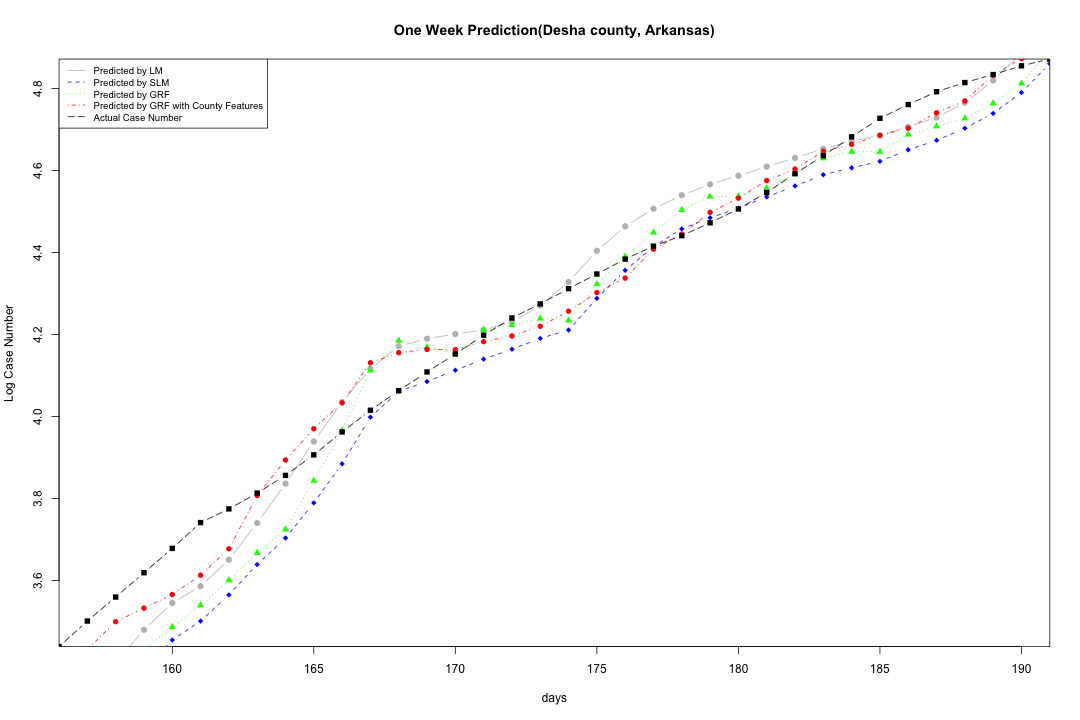 One Week Prediction(Desha county, Arkansas)
Predicted by LM
Predicted by SLM
Predicted by GRF
Predicted by GRF with County Features
Actual Case Number
4.8
4.6
4.4
4.2
4.0
3.8
3.6
Log Case Number
160 165 170 175 180 185 190
days